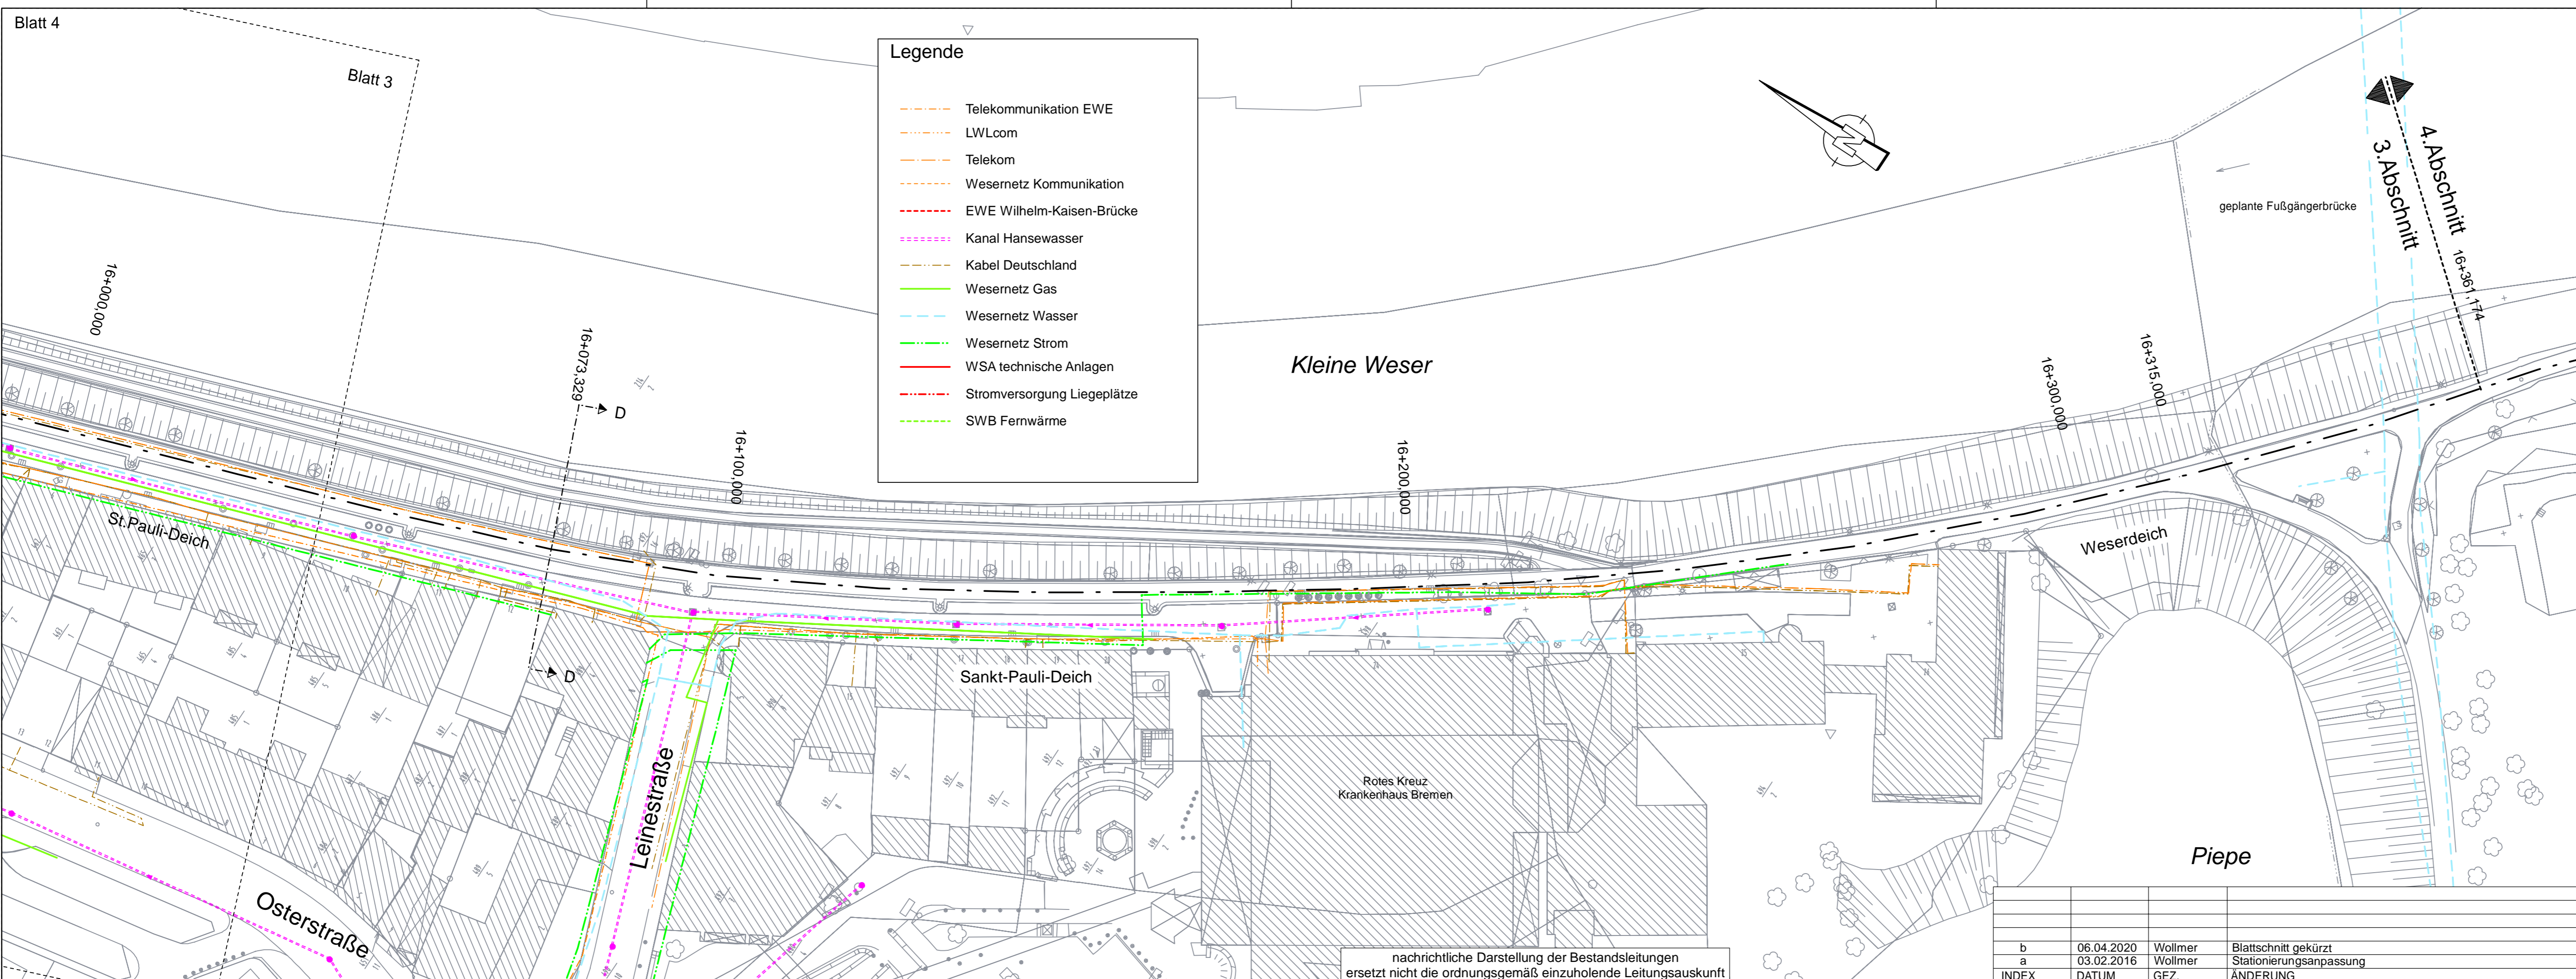 Blatt 4
Blatt 3
Legende
Telekommunikation EWE
LWLcom
Telekom
Wesernetz Kommunikation
EWE Wilhelm-Kaisen-Brücke
Kanal Hansewasser
Kabel Deutschland
Wesernetz Gas
Wesernetz Wasser
Wesernetz Strom
WSA technische Anlagen
Stromversorgung Liegeplätze
SWB Fernwärme
N
4.Abschnitt
3.Abschnitt
geplante Fußgängerbrücke
16+361,174
16+000,000
16+073,329
D
Kleine Weser
16+315,000
16+300,000
16+100,000
16+200,000
St.Pauli-Deich
Weserdeich
D
Sankt-Pauli-Deich
Leinestraße
Rotes Kreuz
Krankenhaus Bremen
Piepe
Osterstraße
nachrichtliche Darstellung der Bestandsleitungen
ersetzt nicht die ordnungsgemäß einzuholende Leitungsauskunft
b 06.04.2020 Wollmer Blattschnitt gekürzt
a 03.02.2016 Wollmer Stationierungsanpassung
INDEX DATUM GEZ. ÄNDERUNG